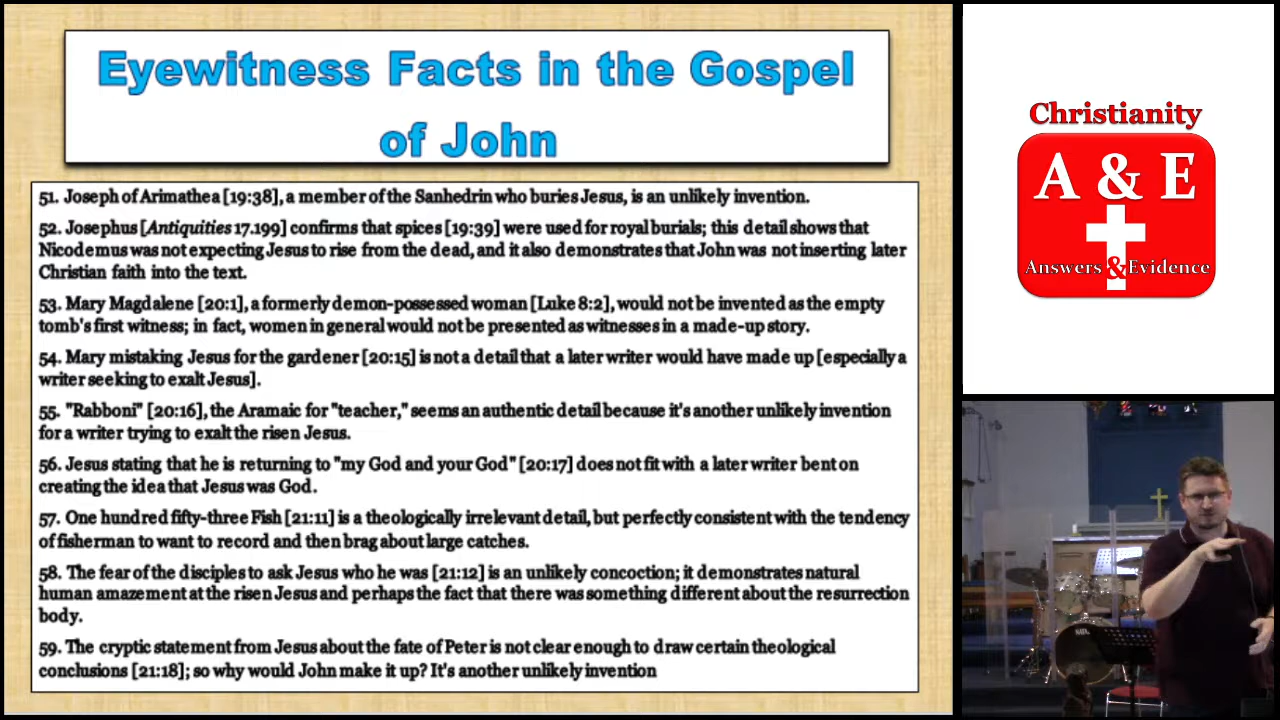 Eyewitness Facts in the Gospel
of John
51. Joseph of Arimathea [19:38], a member of the Sanhedrin who buries Jesus, is an unlikely invention.
52. Josephus [Antiquities 17.199] confirms that spices [19:39] were used for royal burials; this detail shows that
Nicodemus was not expecting Jesus to rise from the dead, and it also demonstrates that John was not inserting later
Christian faith into the text.
53. Mary Magdalene [20:1], a formerly demon-possessed woman [Luke 8:2], would not be invented as the empty
tomb's first witness; in fact, women in general would not be presented as witnesses in a made-up story.
54. Mary mistaking Jesus for the gardener [20:15] is not a detail that a later writer would have made up [especially a
writer seeking to exalt Jesus].
55. "Rabboni" [20:16], the Aramaic for "teacher," seems an authentic detail because it's another unlikely invention
for a writer trying to exalt the risen Jesus.
56. Jesus stating that he is returning to "my God and your God" [20:17] does not fit with a later writer bent on
creating the idea that Jesus was God.
57. One hundred fifty-three Fish [21:11] is a theologically irrelevant detail, but perfectly consistent with the tendency
of fisherman to want to record and then brag about large catches.
58. The fear of the disciples to ask Jesus who he was [21:12] is an unlikely concoction; it demonstrates natural
human amazement at the risen Jesus and perhaps the fact that there was something different about the resurrection
body.
59. The cryptic statement from Jesus about the fate of Peter is not clear enough to draw certain theological
conclusions [21:18]; so why would John make it up? It's another unlikely invention
Christianity
A & E
Answers & Evidence